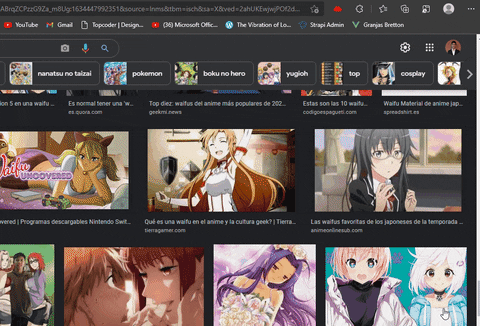 ABrqZCPzzG9Za_m8Ug:1634447992351&source=lnms&tbm=isch&sa=X&ved=2ahUKEwjwjPOf2d...
YouTube
Gmail
Topcoder | Designe...
(36) Microsoft Offic...
The Vibration of Lo...
Strapi Admin
Granjas Bretton
nanatsu no taizai
pokemon
boku no hero
yugioh
top
cosplay
ion 5 en una waifu
Es normal tener una 'w...
es.quora.com
Top diez: waifus del anime más populares de 202...
geekmi.news
Estas son las 10 waifu
codigoespagueti.com
Waifu Material de anime jap...
spreadshirt.es
Waifu
UNCOVERED
overed | Programas descargables Nintendo Swit...
Qué es una waifu en el anime y la cultura geek? | Tierra...
tierragamer.com
Las waifus favoritas de los japoneses de la temporada ...
animeonlinesub.com